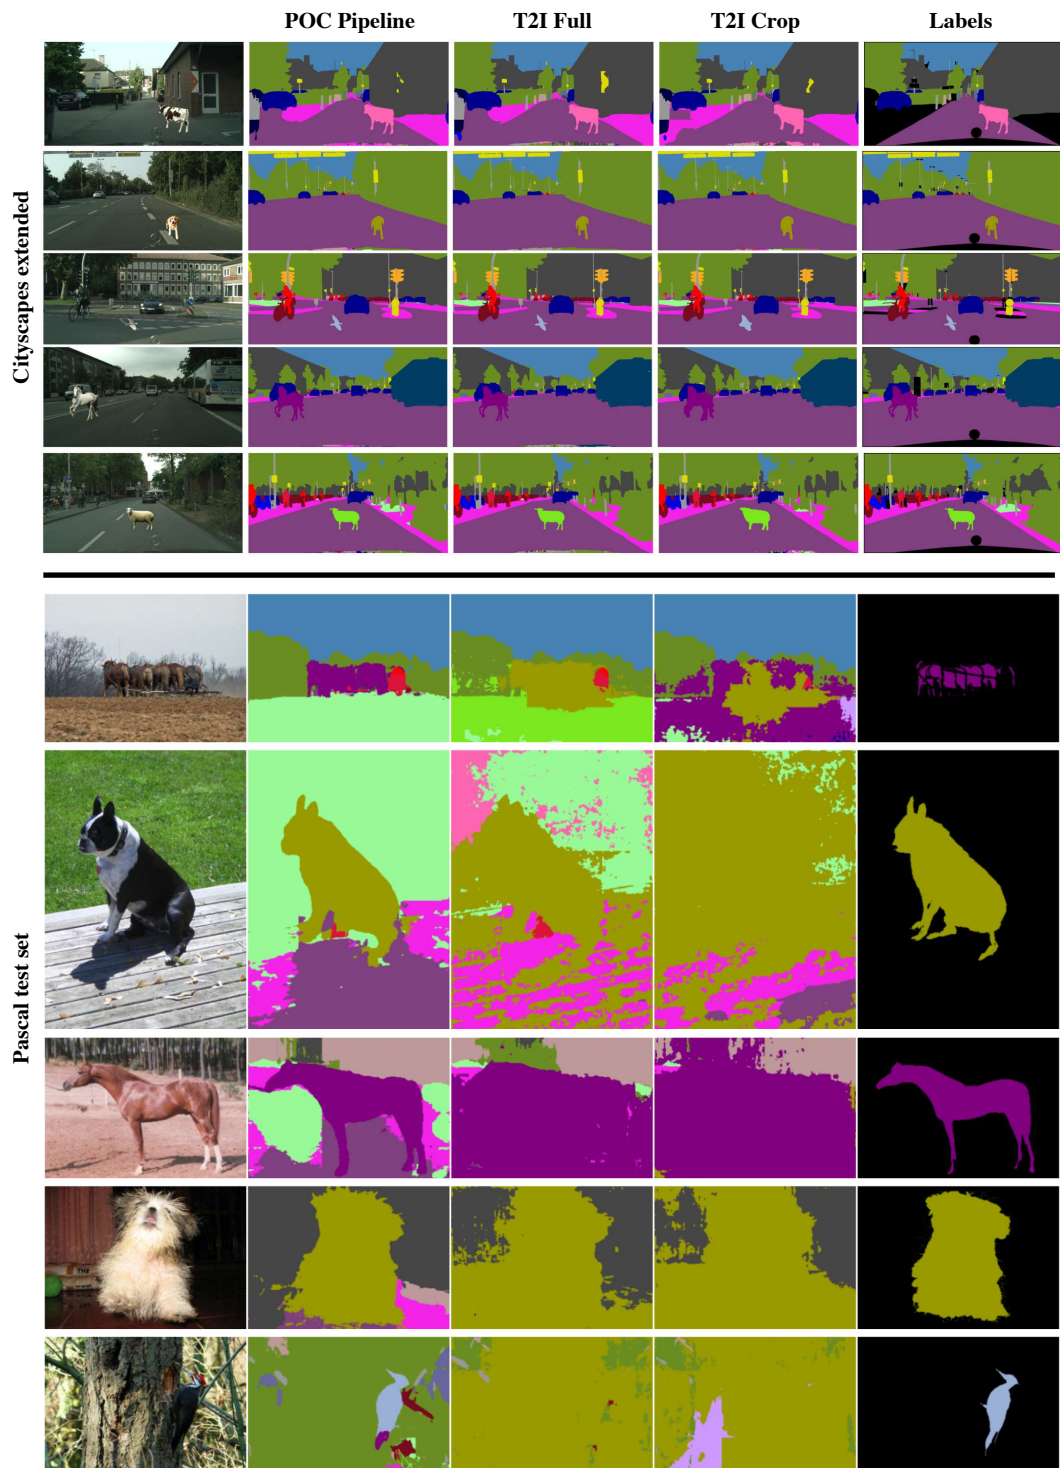 POC Pipeline T2I Full T2I Crop Labels
Cityscapes extended
Pascal test set